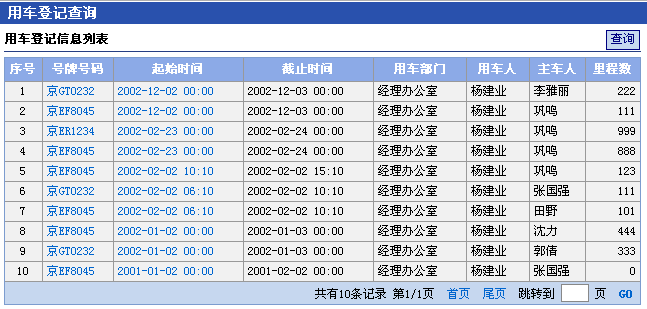 用车登记查询
用车登记信息列表 查询
序号 号牌号码 起始时间 截止时间 用车部门 用车人 主车人 里程数
1 京GT0232 2002-12-02 00:00 2002-12-03 00:00 经理办公室 杨建业 李雅丽 222
2 京EF8045 2002-12-02 00:00 2002-12-03 00:00 经理办公室 杨建业 巩鸣 111
3 京ER1234 2002-02-23 00:00 2002-02-24 00:00 经理办公室 杨建业 巩鸣 999
4 京EF8045 2002-02-23 00:00 2002-02-24 00:00 经理办公室 杨建业 巩鸣 888
5 京EF8045 2002-02-02 10:10 2002-02-02 15:10 经理办公室 杨建业 巩鸣 123
6 京GT0232 2002-02-02 06:10 2002-02-02 10:10 经理办公室 杨建业 张国强 111
7 京EF8045 2002-02-02 06:10 2002-02-02 10:10 经理办公室 杨建业 田野 101
8 京EF8045 2002-01-02 00:00 2002-01-03 00:00 经理办公室 杨建业 沈力 444
9 京GT0232 2002-01-02 00:00 2002-01-03 00:00 经理办公室 杨建业 郭倩 333
10 京EF8045 2001-01-02 00:00 2001-02-02 00:00 经理办公室 杨建业 张国强 0
共有10条记录 第1/1页 首页 尾页 跳转到 页 GO